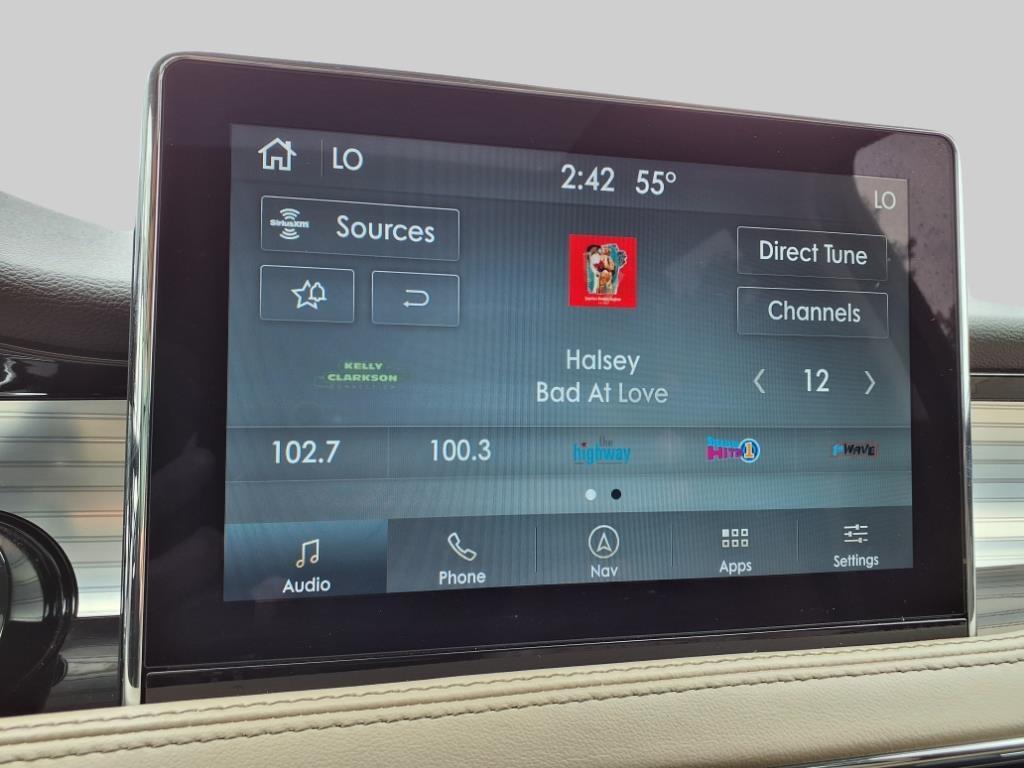 LO
2:42 55°
LO
SiriusXM
Sources
Direct Tune
Channels
Halsey
Bad At Love
KELLY
CLARKSON
12
102.7
100.3
the
highway
HITS 1
WAVE
Audio
Phone
Nav
Apps
Settings